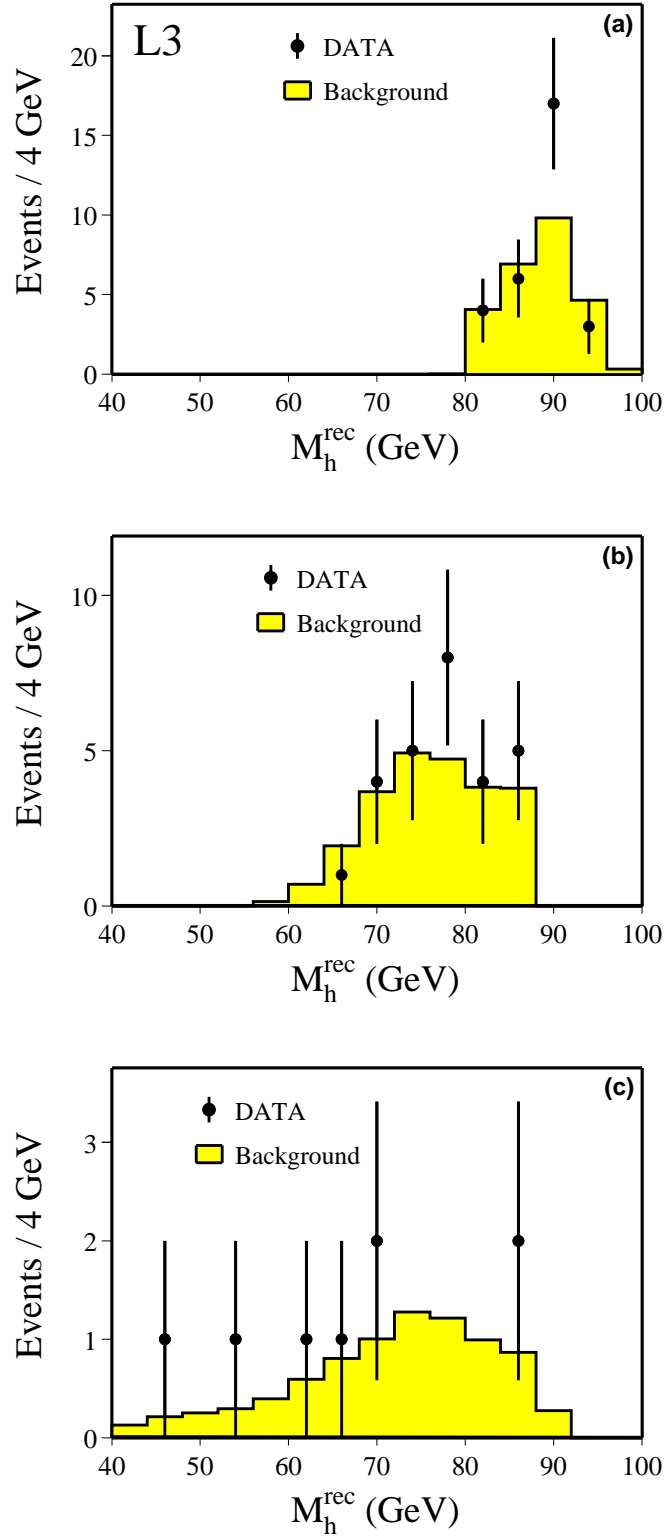 L3
(a)
DATA
Background
Events / 4 GeV
20
15
10
5
0
40 50 60 70 80 90 100
M_h^rec (GeV)
(b)
DATA
Background
Events / 4 GeV
10
5
0
40 50 60 70 80 90 100
M_h^rec (GeV)
(c)
DATA
Background
Events / 4 GeV
3
2
1
0
40 50 60 70 80 90 100
M_h^rec (GeV)